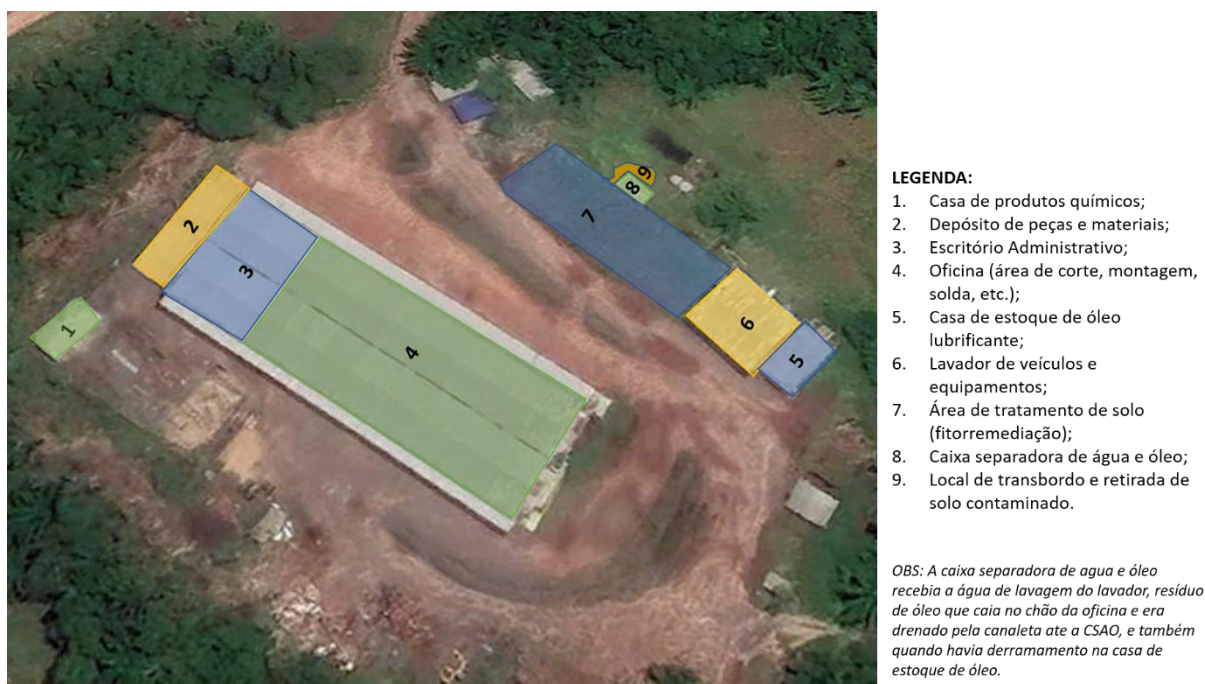 9
8
7
2
3
6
1
4
5
LEGENDA:
1. Casa de produtos químicos;
2. Depósito de peças e materiais;
3. Escritório Administrativo;
4. Oficina (área de corte, montagem,
solda, etc.);
5. Casa de estoque de óleo
lubrificante;
6. Lavador de veículos e
equipamentos;
7. Área de tratamento de solo
(fitorremediação);
8. Caixa separadora de água e óleo;
9. Local de transbordo e retirada de
solo contaminado.
OBS: A caixa separadora de agua e óleo
recebia a água de lavagem do lavador, resíduo
de óleo que caia no chão da oficina e era
drenado pela canaleta ate a CSAO, e também
quando havia derramamento na casa de
estoque de óleo.